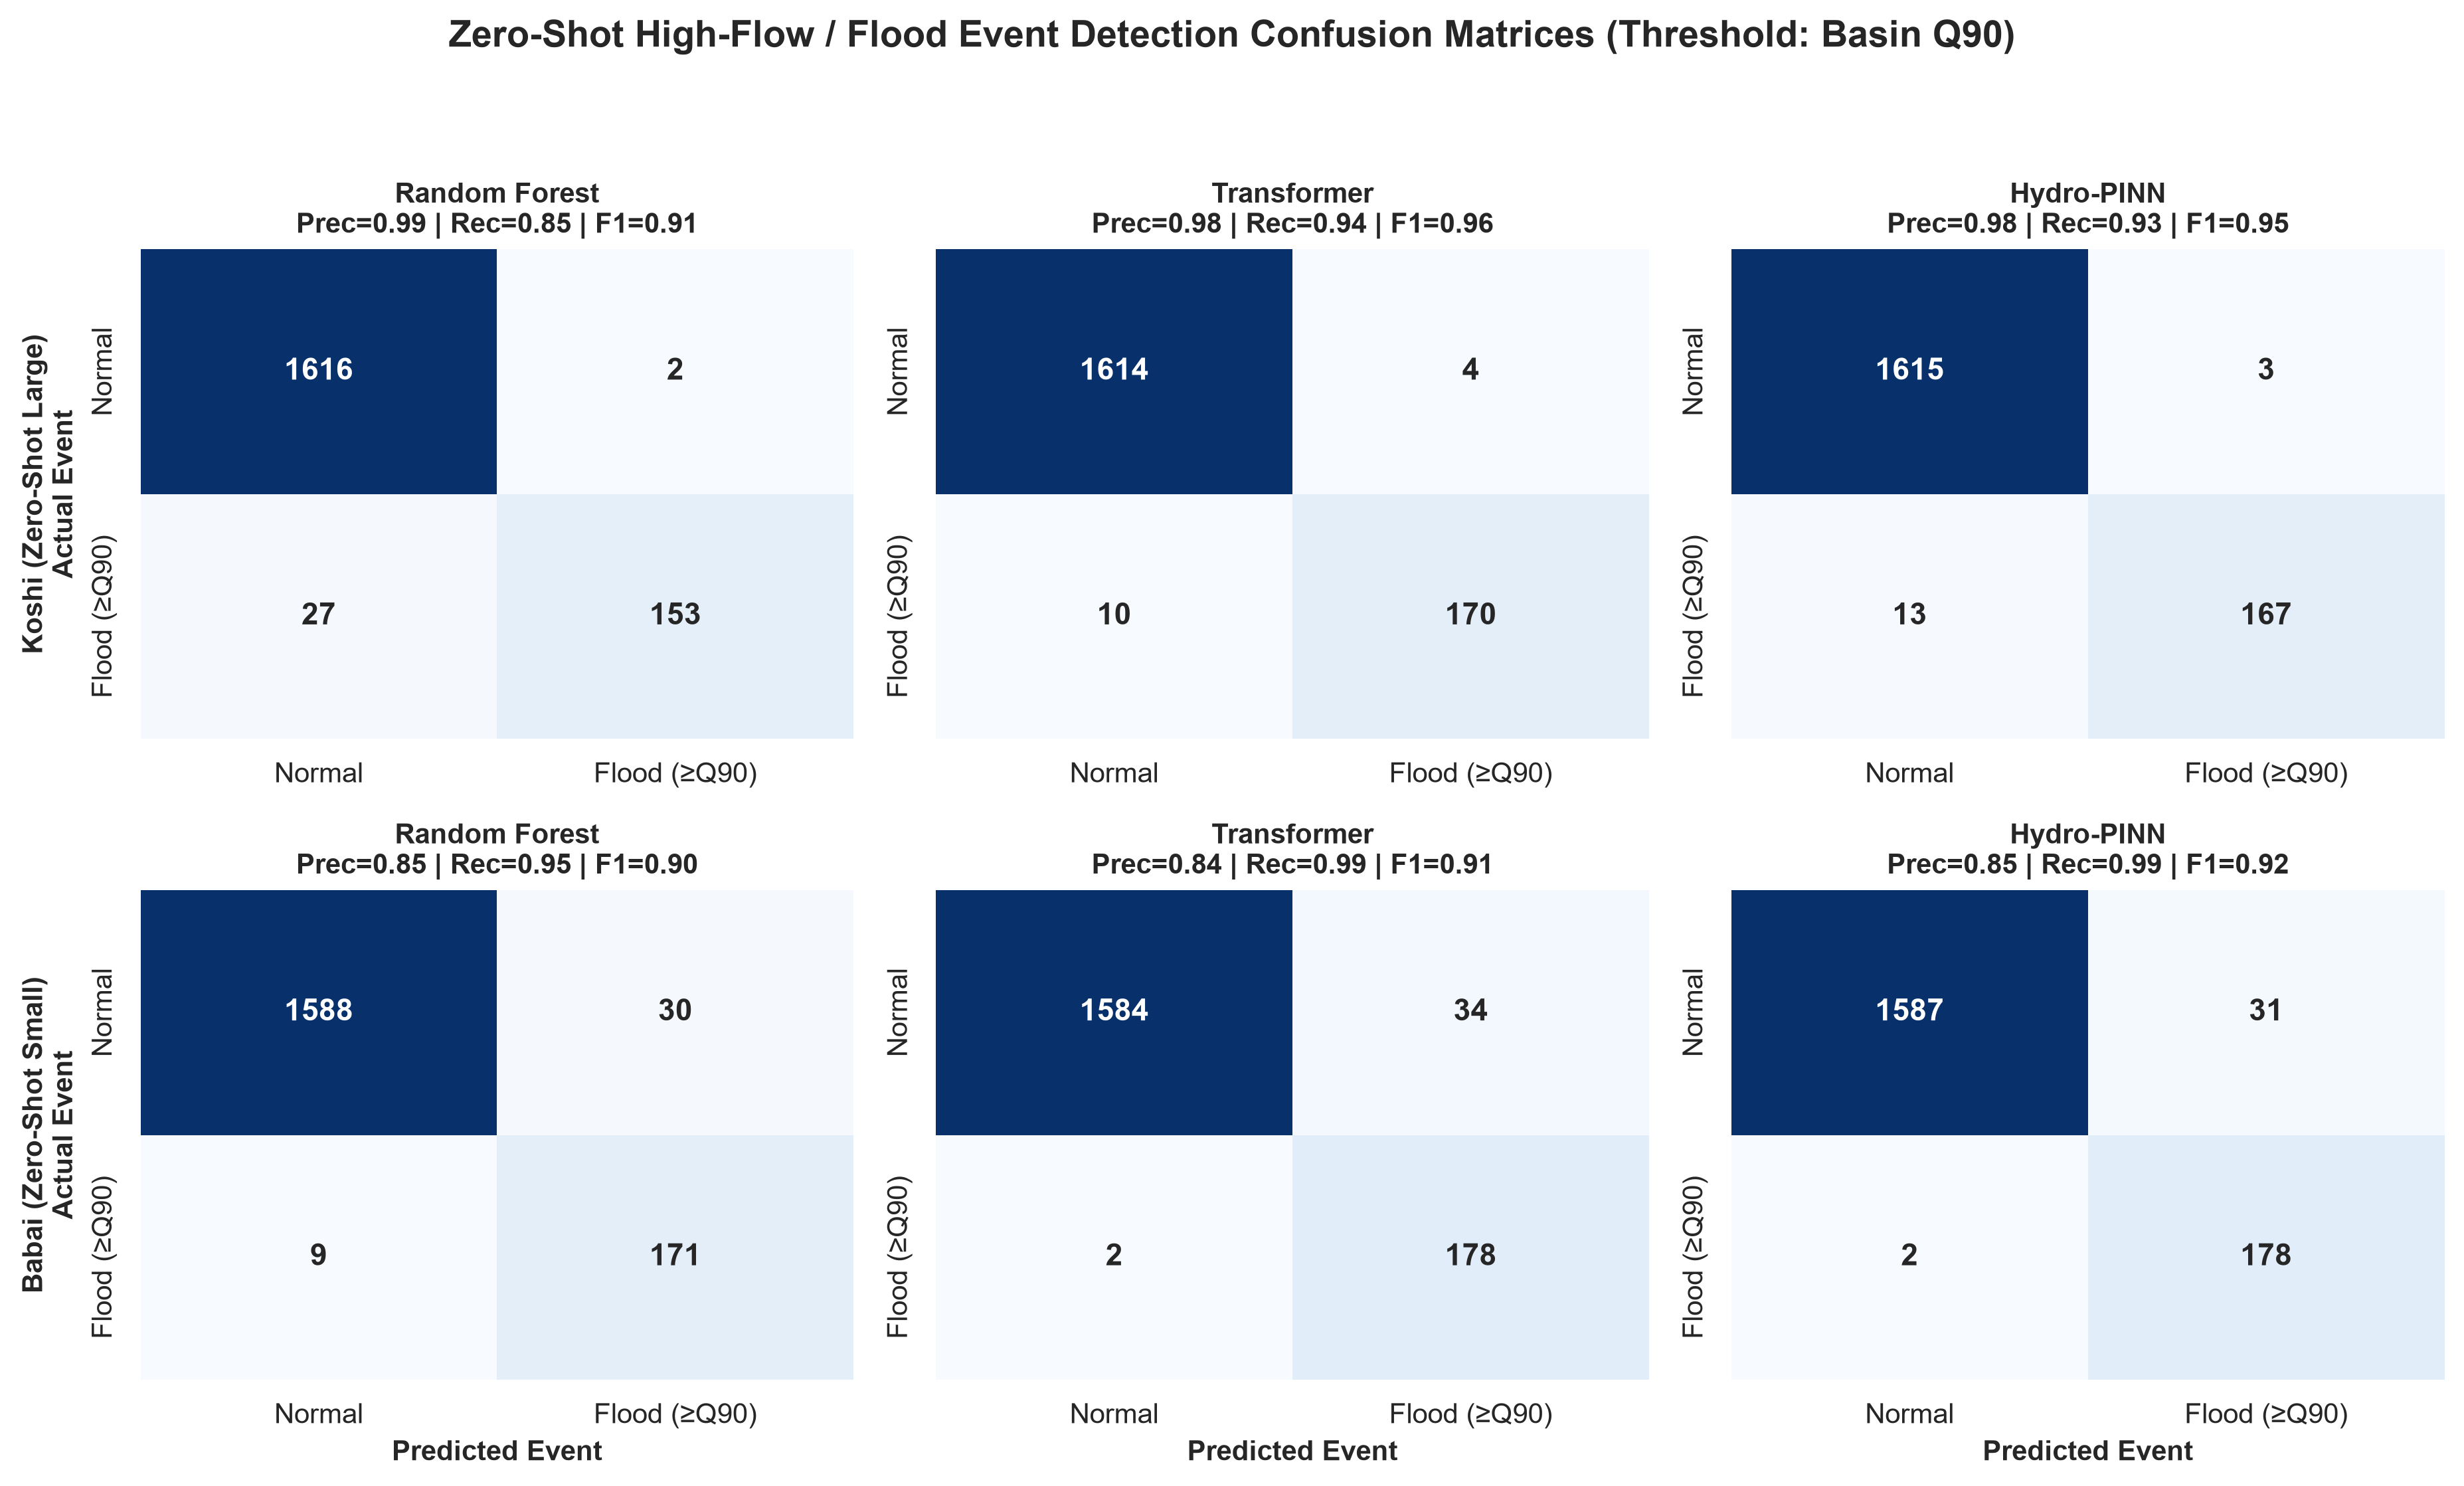 Zero-Shot High-Flow / Flood Event Detection Confusion Matrices (Threshold: Basin Q90)
Koshi (Zero-Shot Large)
Actual Event
Random Forest
Prec=0.99 | Rec=0.85 | F1=0.91
Normal
1616
2
Flood (≥Q90)
27
153
Normal
Flood (≥Q90)
Transformer
Prec=0.98 | Rec=0.94 | F1=0.96
Normal
1614
4
Flood (≥Q90)
10
170
Normal
Flood (≥Q90)
Hydro-PINN
Prec=0.98 | Rec=0.93 | F1=0.95
Normal
1615
3
Flood (≥Q90)
13
167
Normal
Flood (≥Q90)
Babai (Zero-Shot Small)
Actual Event
Random Forest
Prec=0.85 | Rec=0.95 | F1=0.90
Normal
1588
30
Flood (≥Q90)
9
171
Normal
Flood (≥Q90)
Predicted Event
Transformer
Prec=0.84 | Rec=0.99 | F1=0.91
Normal
1584
34
Flood (≥Q90)
2
178
Normal
Flood (≥Q90)
Predicted Event
Hydro-PINN
Prec=0.85 | Rec=0.99 | F1=0.92
Normal
1587
31
Flood (≥Q90)
2
178
Normal
Flood (≥Q90)
Predicted Event